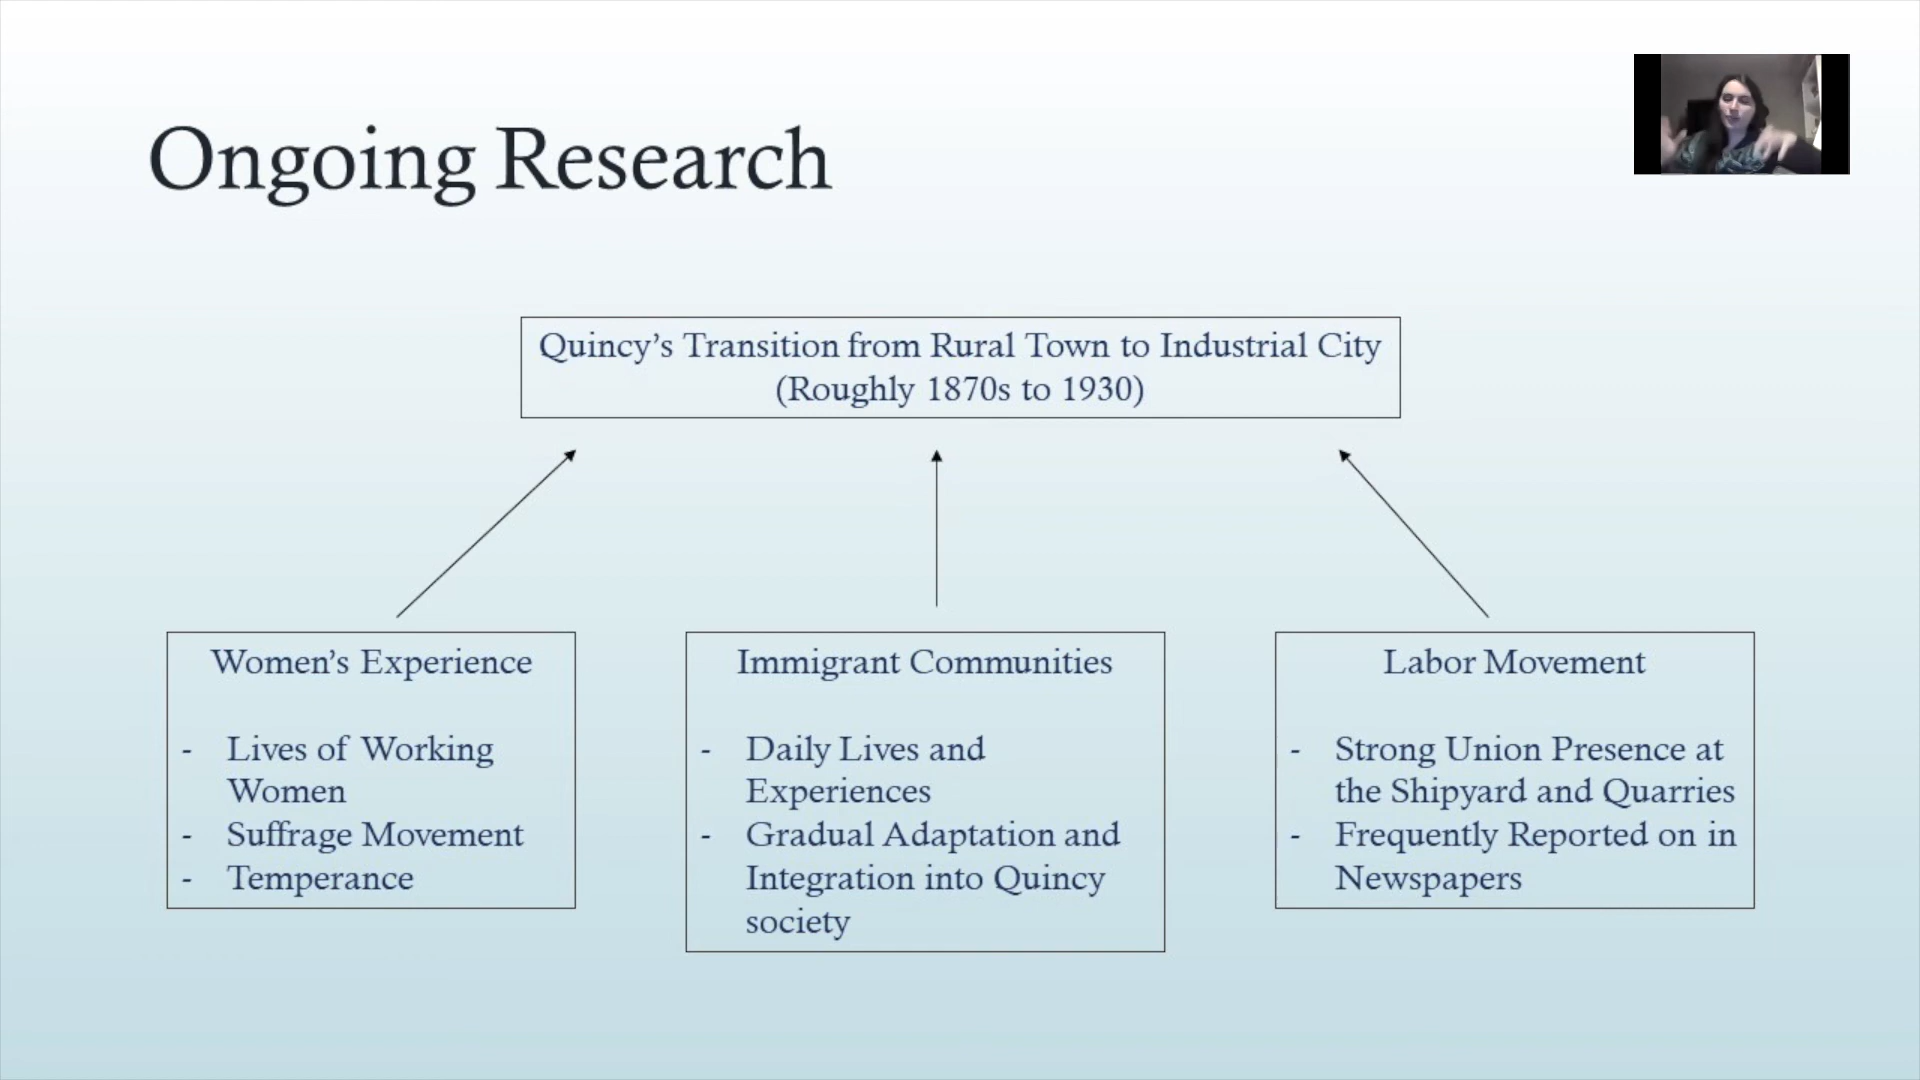 Ongoing Research
Quincy's Transition from Rural Town to Industrial City
(Roughly 1870s to 1930)
Women's Experience
- Lives of Working
Women
- Suffrage Movement
- Temperance
Immigrant Communities
- Daily Lives and
Experiences
- Gradual Adaptation and
Integration into Quincy
society
Labor Movement
- Strong Union Presence at
the Shipyard and Quarries
- Frequently Reported on in
Newspapers